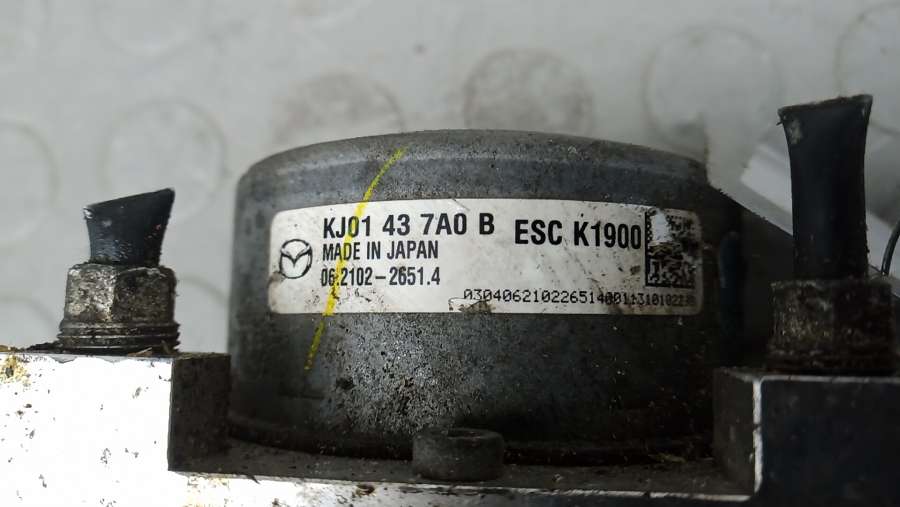 KJ01 43 7A0 B ESC K1900
MADE IN JAPAN
06.2102-2651.4